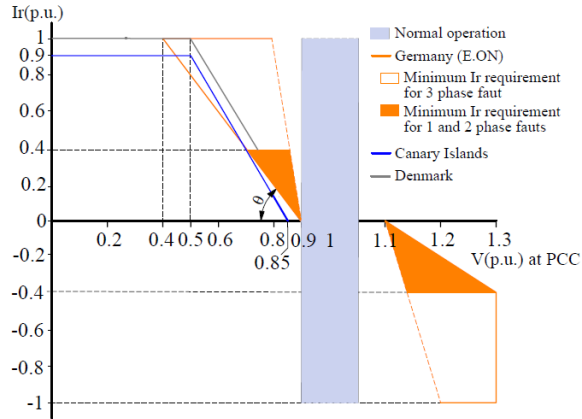 Ir(p.u.)
1
0.9
0.8
0.6
0.4
0.2
0
-0.2
-0.4
-0.6
-0.8
-1
θ
0.2
0.4
0.5
0.6
0.8
0.9
1
1.1
1.2
1.3
0.85
V(p.u.) at PCC
Normal operation
Germany (E.ON)
Minimum Ir requirement
for 3 phase faut
Minimum Ir requirement
for 1 and 2 phase fauts
Canary Islands
Denmark